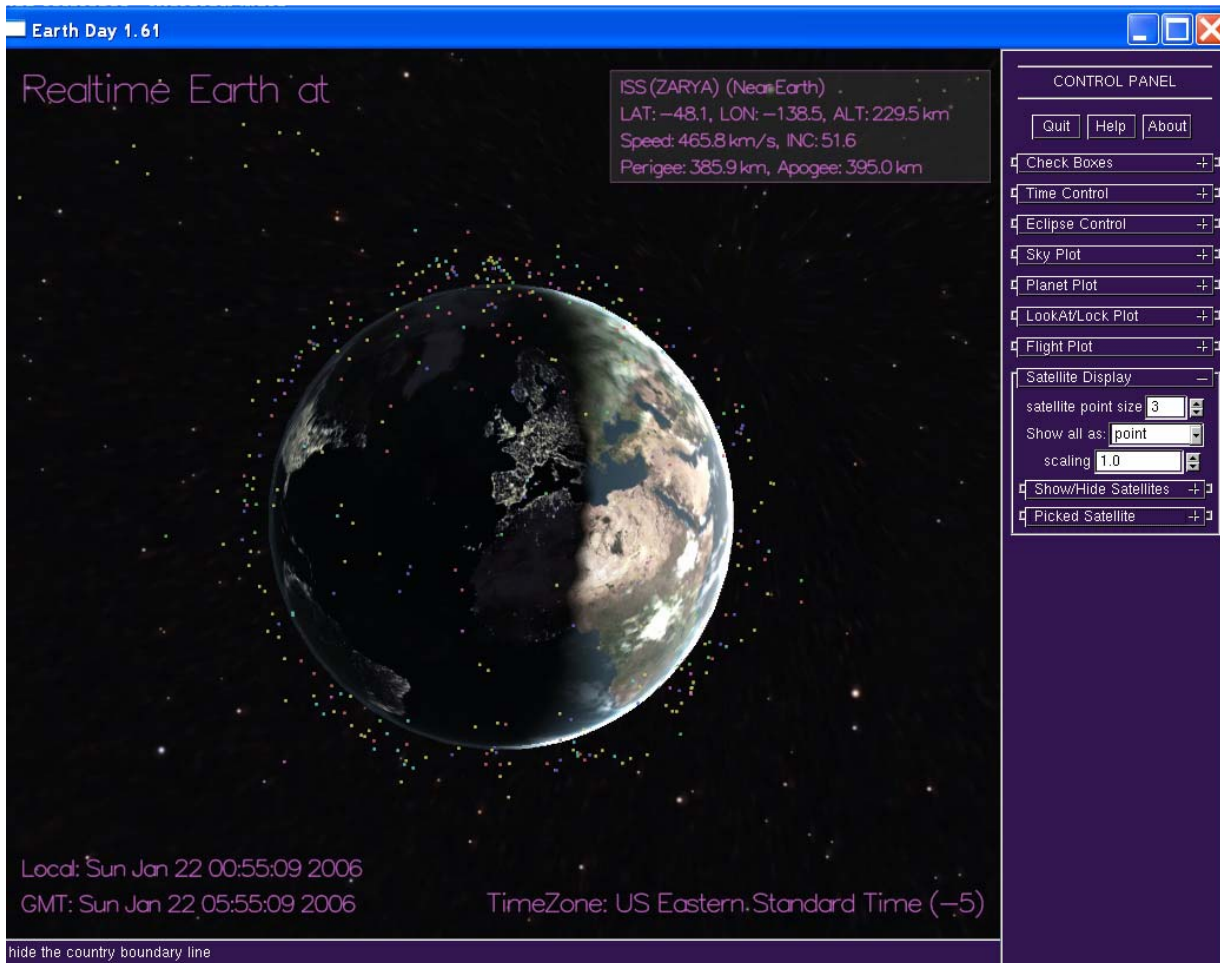 Earth Day 1.61
Realtime Earth at
ISS (ZARYA) (Near Earth)
LAT: −48.1, LON: −138.5, ALT: 229.5 km
Speed: 465.8 km/s, INC: 51.6
Perigee: 385.9 km, Apogee: 395.0 km
Local: Sun Jan 22 00:55:09 2006
GMT: Sun Jan 22 05:55:09 2006
TimeZone: US Eastern Standard Time (−5)
hide the country boundary line
CONTROL PANEL
Quit Help About
Check Boxes
Time Control
Eclipse Control
Sky Plot
Planet Plot
LookAt/Lock Plot
Flight Plot
Satellite Display
satellite point size 3
Show all as: point
scaling 1.0
Show/Hide Satellites
Picked Satellite